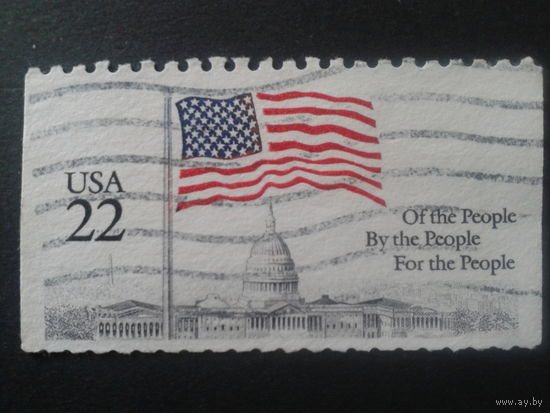 USA
22
Of the People
By the People
For the People
www.ay.by